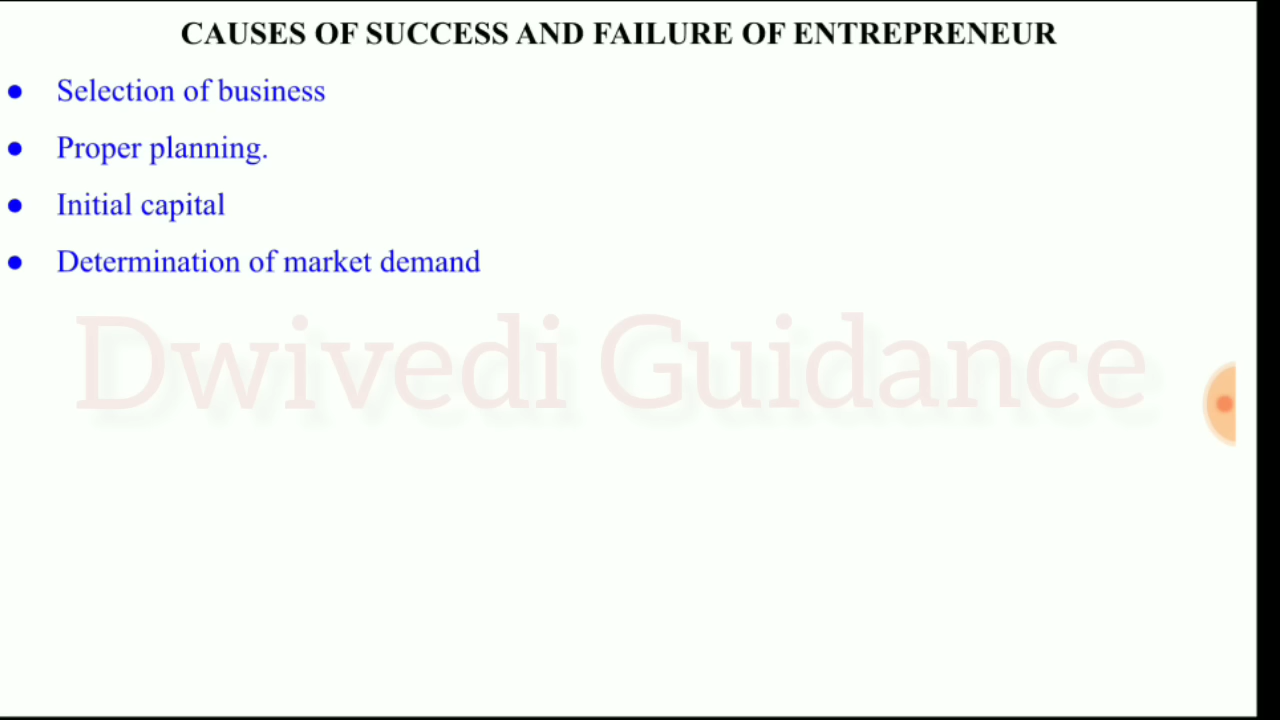 CAUSES OF SUCCESS AND FAILURE OF ENTREPRENEUR
● Selection of business
● Proper planning.
● Initial capital
● Determination of market demand
Dwivedi Guidance